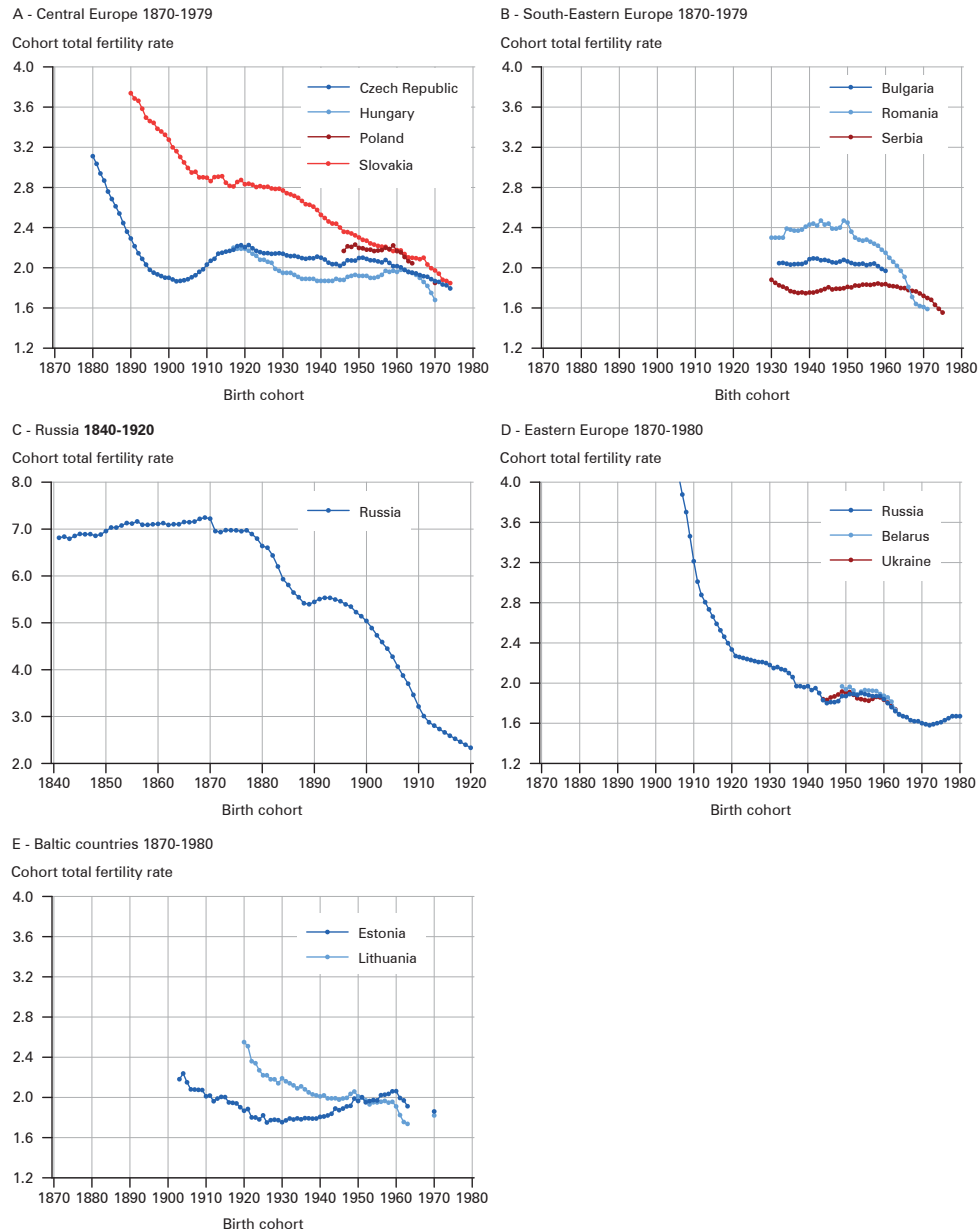 A - Central Europe 1870-1979
Cohort total fertility rate
4.0
3.6
3.2
2.8
2.4
2.0
1.6
1.2
Czech Republic
Hungary
Poland
Slovakia
1870 1880 1890 1900 1910 1920 1930 1940 1950 1960 1970 1980
Birth cohort
B - South-Eastern Europe 1870-1979
Cohort total fertility rate
4.0
3.6
3.2
2.8
2.4
2.0
1.6
1.2
Bulgaria
Romania
Serbia
1870 1880 1890 1900 1910 1920 1930 1940 1950 1960 1970 1980
Bith cohort
C - Russia 1840-1920
Cohort total fertility rate
8.0
7.0
6.0
5.0
4.0
3.0
2.0
Russia
1840 1850 1860 1870 1880 1890 1900 1910 1920
Birth cohort
D - Eastern Europe 1870-1980
Cohort total fertility rate
4.0
3.6
3.2
2.8
2.4
2.0
1.6
1.2
Russia
Belarus
Ukraine
1870 1880 1890 1900 1910 1920 1930 1940 1950 1960 1970 1980
Birth cohort
E - Baltic countries 1870-1980
Cohort total fertility rate
4.0
3.6
3.2
2.8
2.4
2.0
1.6
1.2
Estonia
Lithuania
1870 1880 1890 1900 1910 1920 1930 1940 1950 1960 1970 1980
Birth cohort